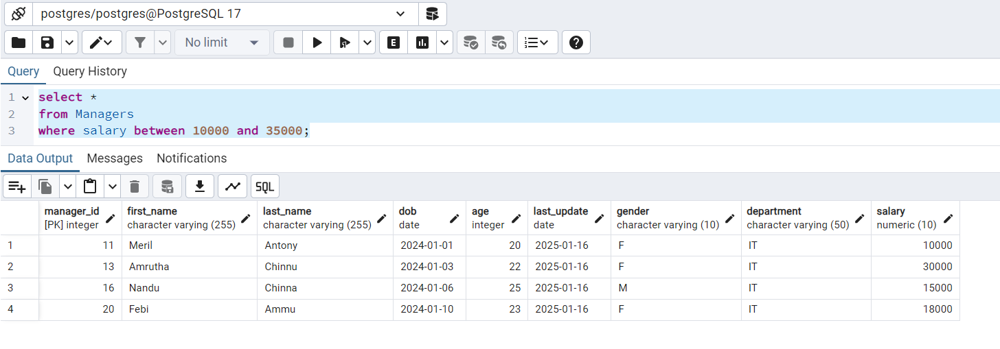 postgres/postgres@PostgreSQL 17
No limit E
Query Query History
1 select *
2 from Managers
3 where salary between 10000 and 35000;
Data Output Messages Notifications
SQL
manager_id first_name last_name dob age last_update gender department salary
[PK] integer character varying (255) character varying (255) date integer date character varying (10) character varying (50) numeric (10)
1 11 Meril Antony 2024-01-01 20 2025-01-16 F IT 10000
2 13 Amrutha Chinnu 2024-01-03 22 2025-01-16 F IT 30000
3 16 Nandu Chinna 2024-01-06 25 2025-01-16 M IT 15000
4 20 Febi Ammu 2024-01-10 23 2025-01-16 F IT 18000